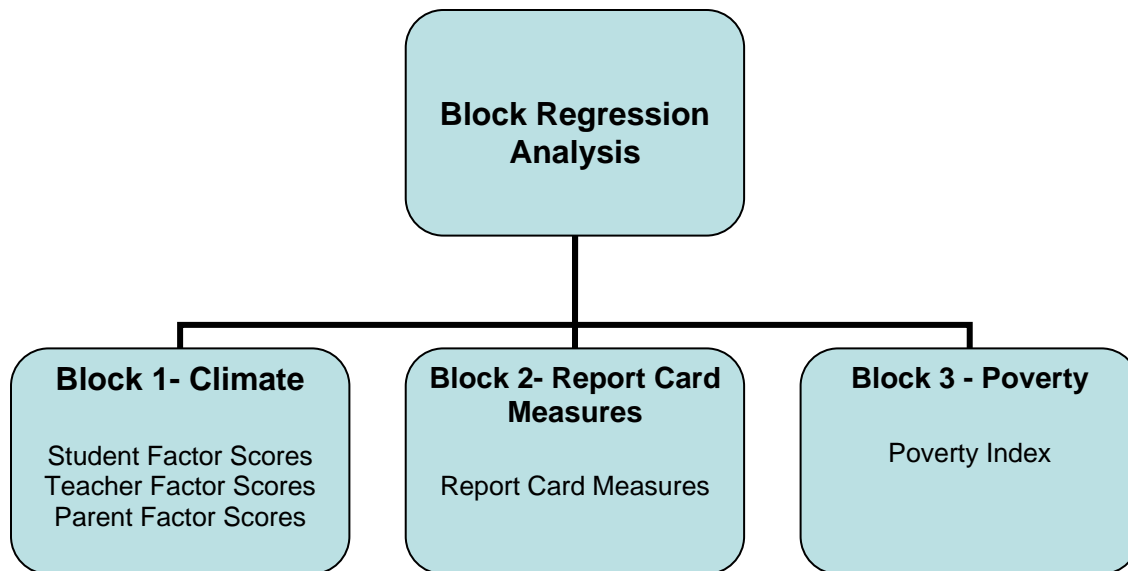 Block Regression
Analysis
Block 1- Climate
Student Factor Scores
Teacher Factor Scores
Parent Factor Scores
Block 2- Report Card
Measures
Report Card Measures
Block 3 - Poverty
Poverty Index